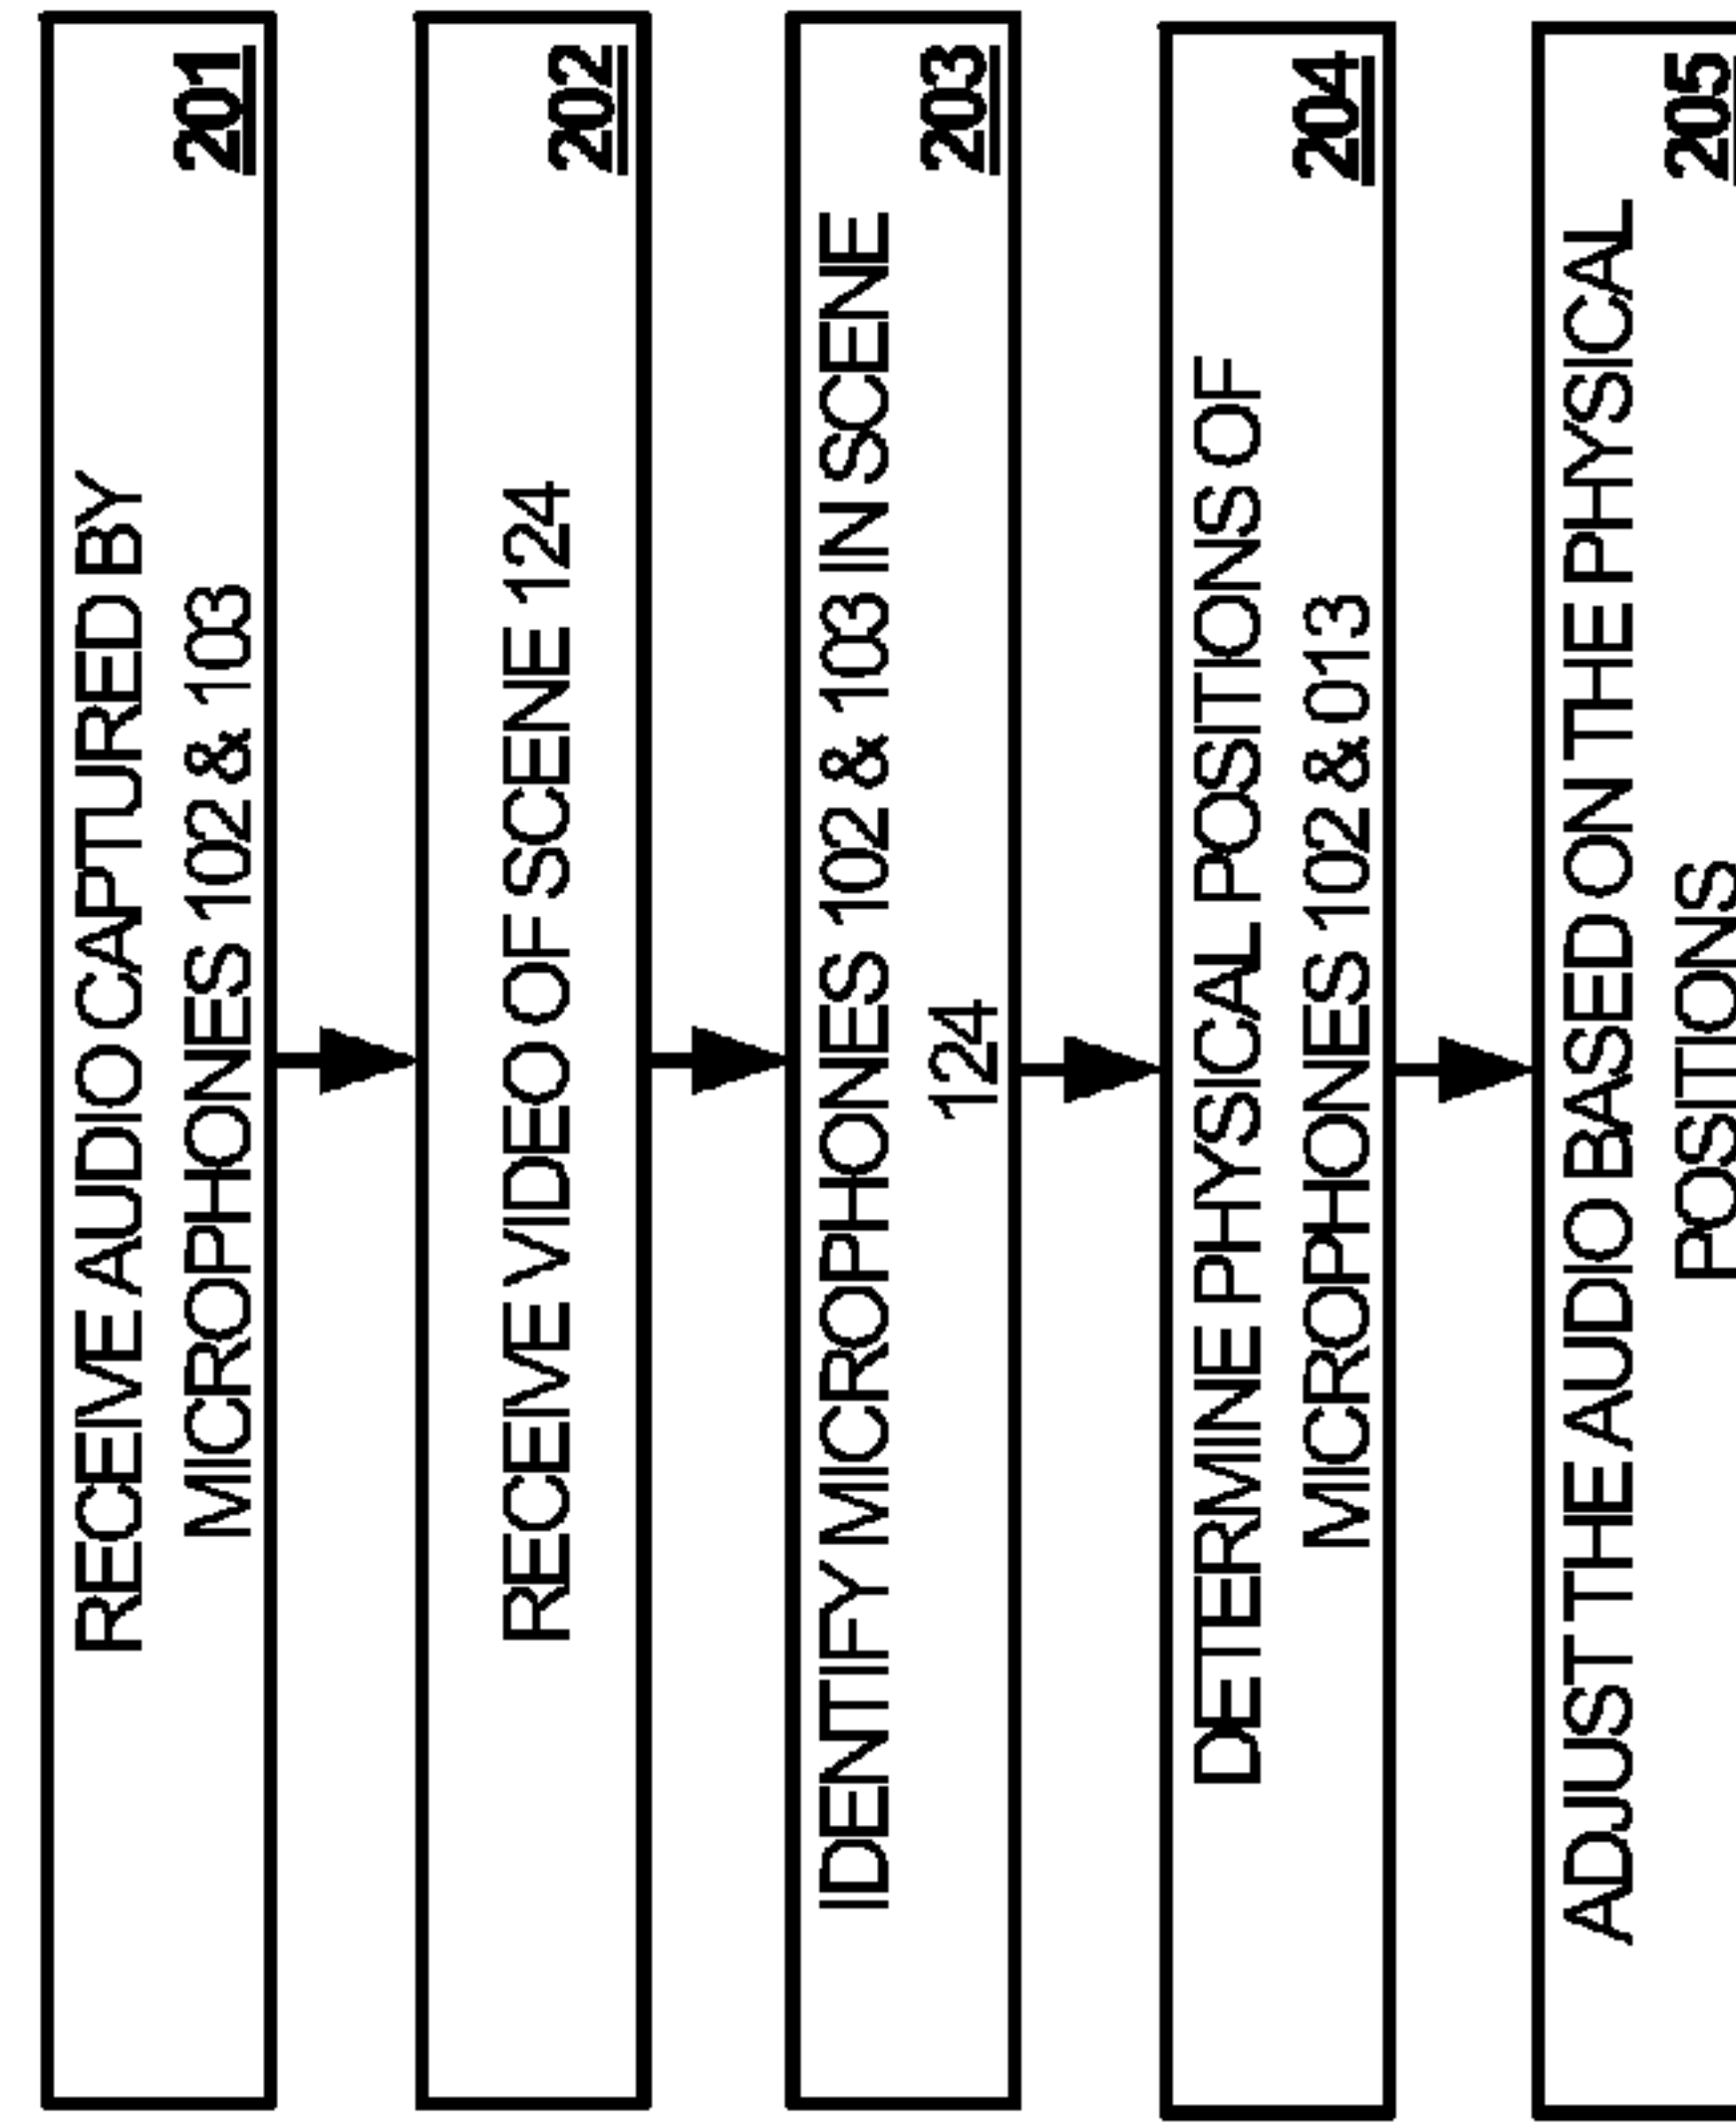 RECEIVE AUDIO CAPTURED BY
MICROPHONES 102 & 103
201
RECEIVE VIDEO OF SCENE 124
202
IDENTIFY MICROPHONES 102 & 103 IN SCENE
124
203
DETERMINE PHYSICAL POSITIONS OF
MICROPHONES 102 & 013
204
ADJUST THE AUDIO BASED ON THE PHYSICAL
POSITIONS
205